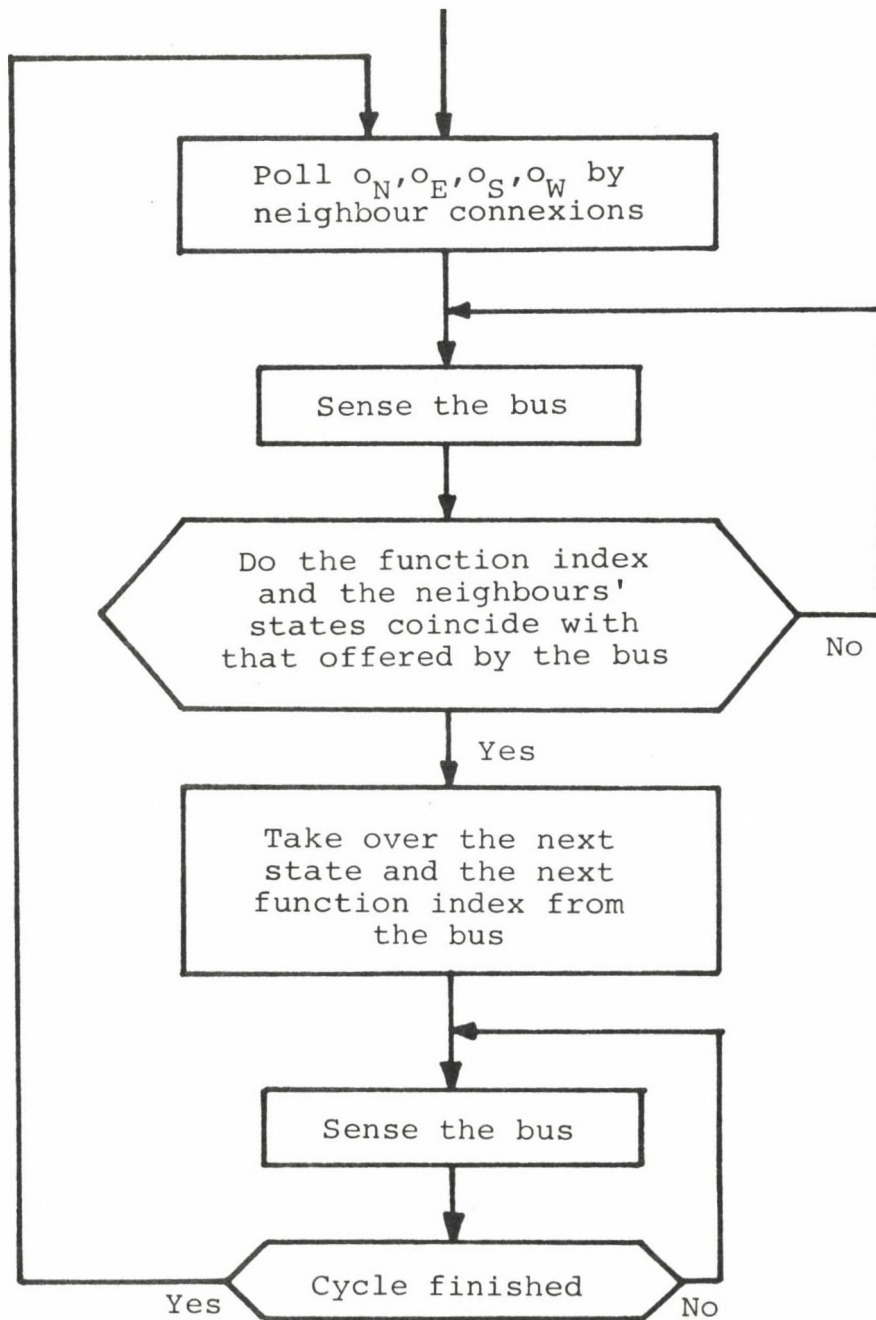 Poll o_N,o_E,o_S,o_W by
neighbour connexions
Sense the bus
Do the function index
and the neighbours'
states coincide with
that offered by the bus
No
Yes
Take over the next
state and the next
function index from
the bus
Sense the bus
Cycle finished
Yes
No